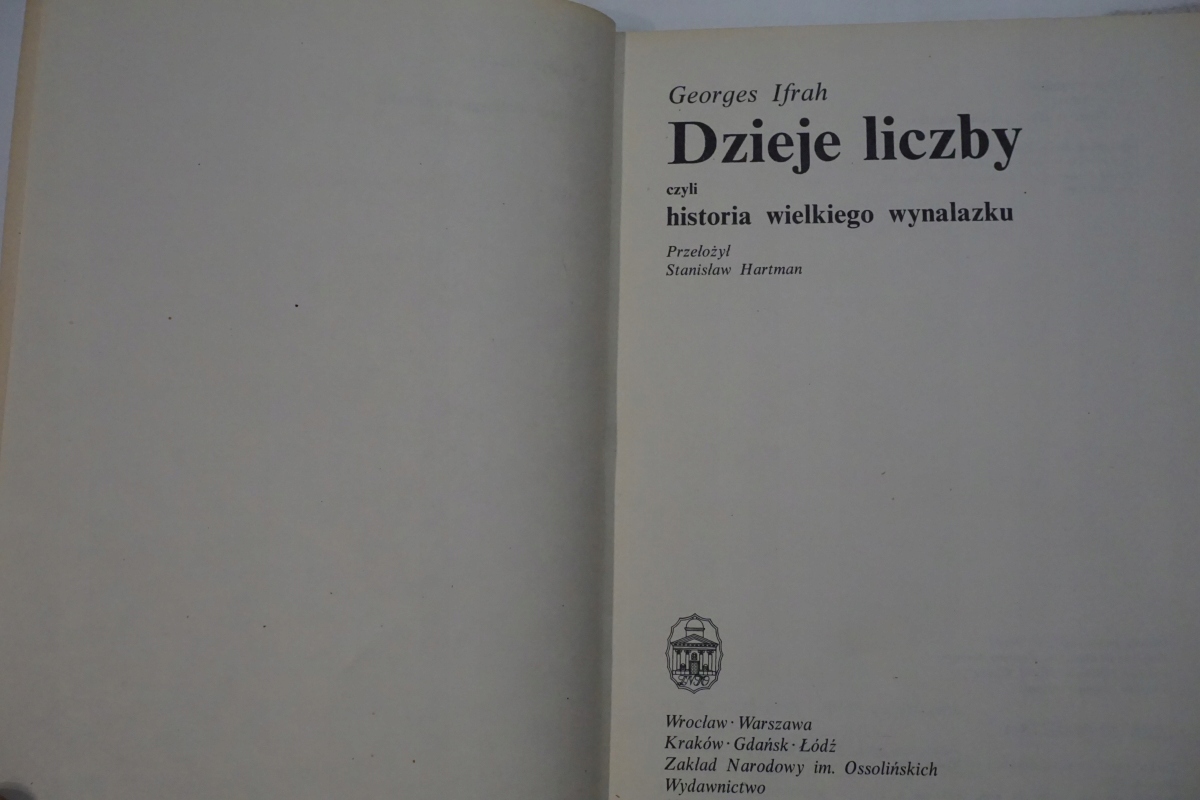 Georges Ifrah
Dzieje liczby
czyli
historia wielkiego wynalazku
Przełożył
Stanisław Hartman
ZNiO
Wrocław · Warszawa
Kraków · Gdańsk · Łódź
Zakład Narodowy im. Ossolińskich
Wydawnictwo